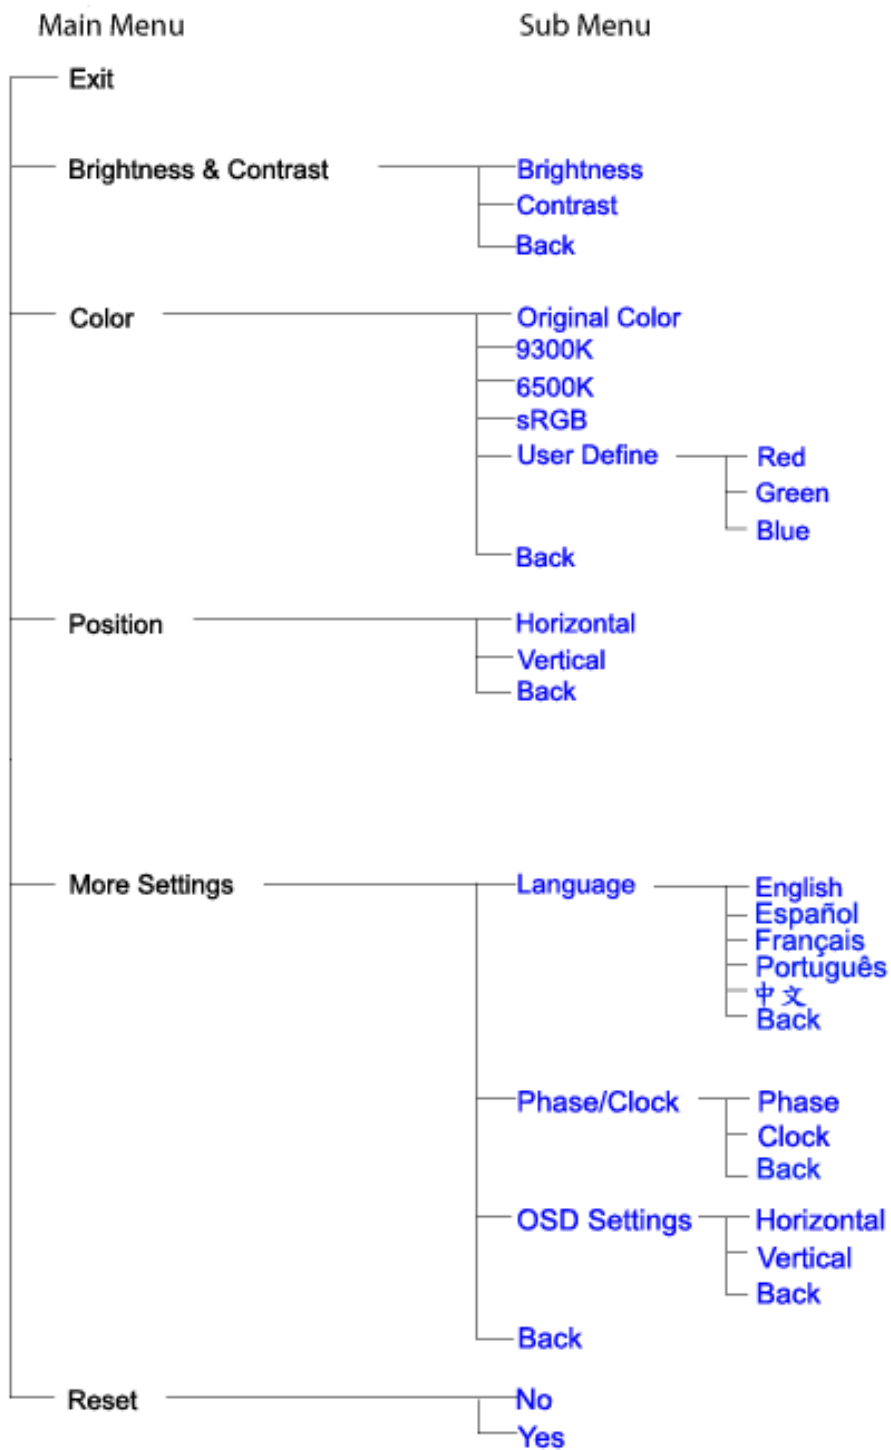 Main Menu Sub Menu
Exit
Brightness & Contrast Brightness
Contrast
Back
Color Original Color
9300K
6500K
sRGB
User Define Red
Green
Blue
Back
Position Horizontal
Vertical
Back
More Settings Language English
Español
Français
Português
中文
Back
Phase/Clock Phase
Clock
Back
OSD Settings Horizontal
Vertical
Back
Back
Reset No
Yes